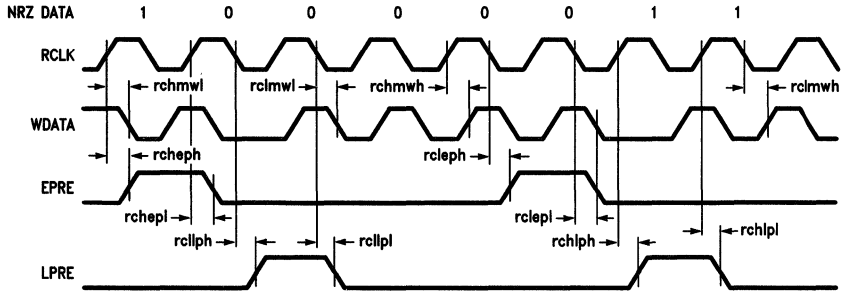 NRZ DATA 1 0 0 0 0 0 1 1
RCLK
rchmwl rclmwl rchmwh rclmwh
WDATA
rcheph rcleph
EPRE
rchepl rclepl
rcllph rcllpl rchlph rchlpl
LPRE